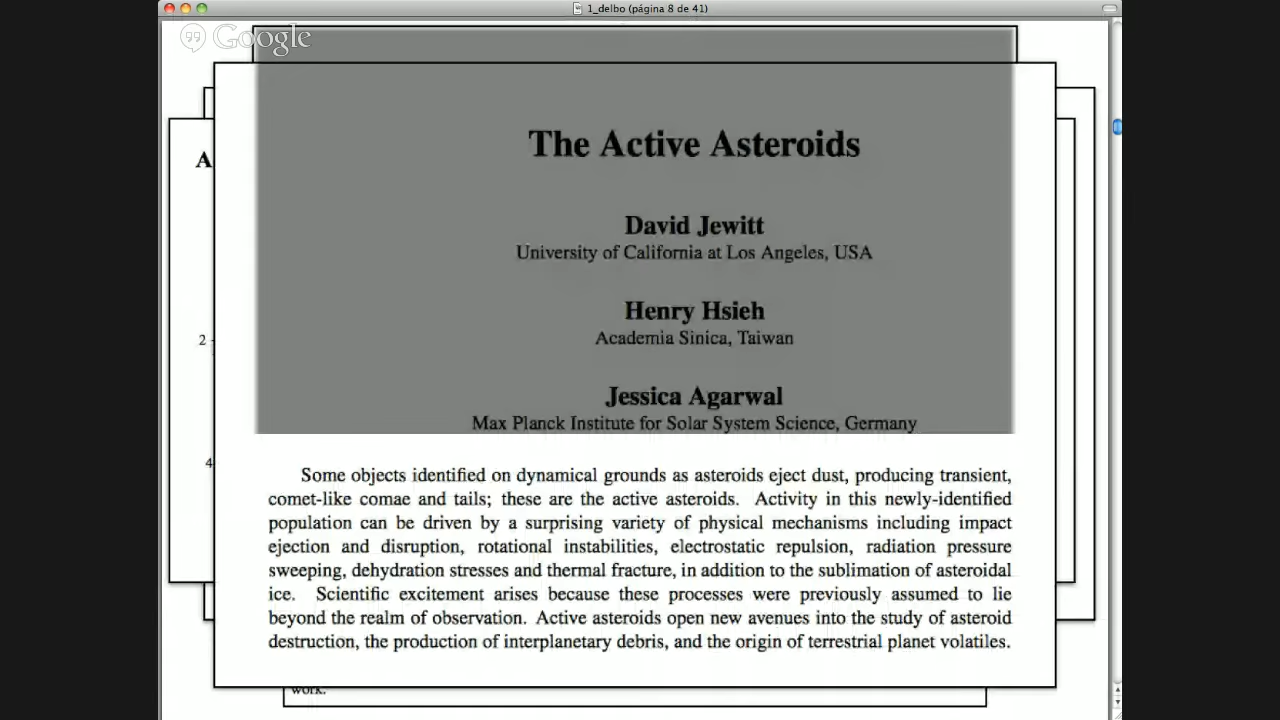 1_delbo (página 8 de 41)
Google
A
2
4
The Active Asteroids
David Jewitt
University of California at Los Angeles, USA
Henry Hsieh
Academia Sinica, Taiwan
Jessica Agarwal
Max Planck Institute for Solar System Science, Germany
Some objects identified on dynamical grounds as asteroids eject dust, producing transient,
comet-like comae and tails; these are the active asteroids. Activity in this newly-identified
population can be driven by a surprising variety of physical mechanisms including impact
ejection and disruption, rotational instabilities, electrostatic repulsion, radiation pressure
sweeping, dehydration stresses and thermal fracture, in addition to the sublimation of asteroidal
ice. Scientific excitement arises because these processes were previously assumed to lie
beyond the realm of observation. Active asteroids open new avenues into the study of asteroid
destruction, the production of interplanetary debris, and the origin of terrestrial planet volatiles.
work.